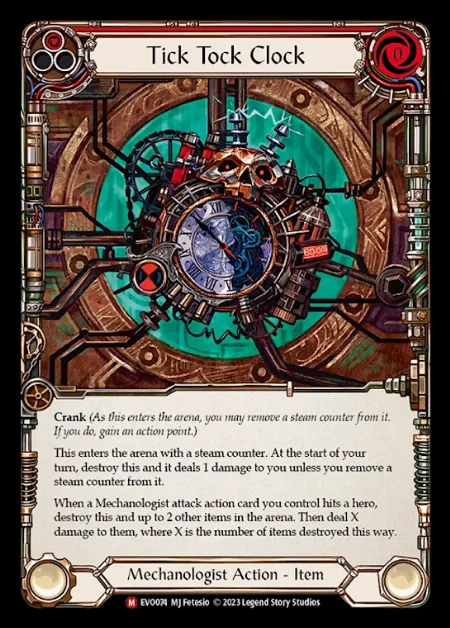 Tick Tock Clock
0
Crank (As this enters the arena, you may remove a steam counter from it.
If you do, gain an action point.)
This enters the arena with a steam counter. At the start of
your turn, destroy this and it deals 1 damage to you unless you remove a
steam counter from it.
When a Mechanologist attack action card you control hits a hero,
destroy this and up to 2 other items in the arena. Then deal X
damage to them, where X is the number of items destroyed this way.
Mechanologist Action - Item
M EVO074 MJ Fetesio © 2023 Legend Story Studios